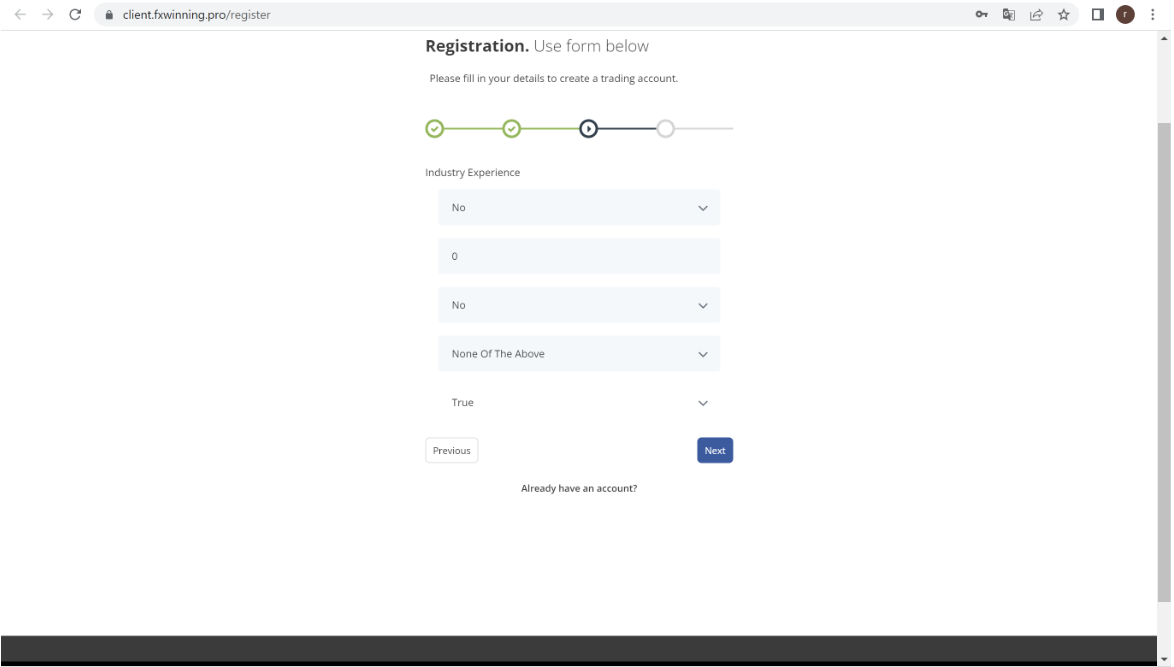 client.fxwinning.pro/register
r
Registration. Use form below
Please fill in your details to create a trading account.
Industry Experience
No
0
No
None Of The Above
True
Previous
Next
Already have an account?